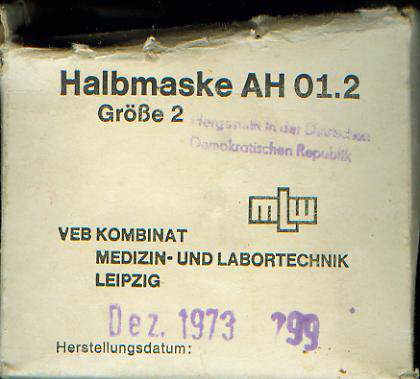 Halbmaske AH 01.2
Größe 2
Hergestellt in der Deutschen
Demokratischen Republik
mlw
VEB KOMBINAT
MEDIZIN- UND LABORTECHNIK
LEIPZIG
Dez. 1973 299
Herstellungsdatum: